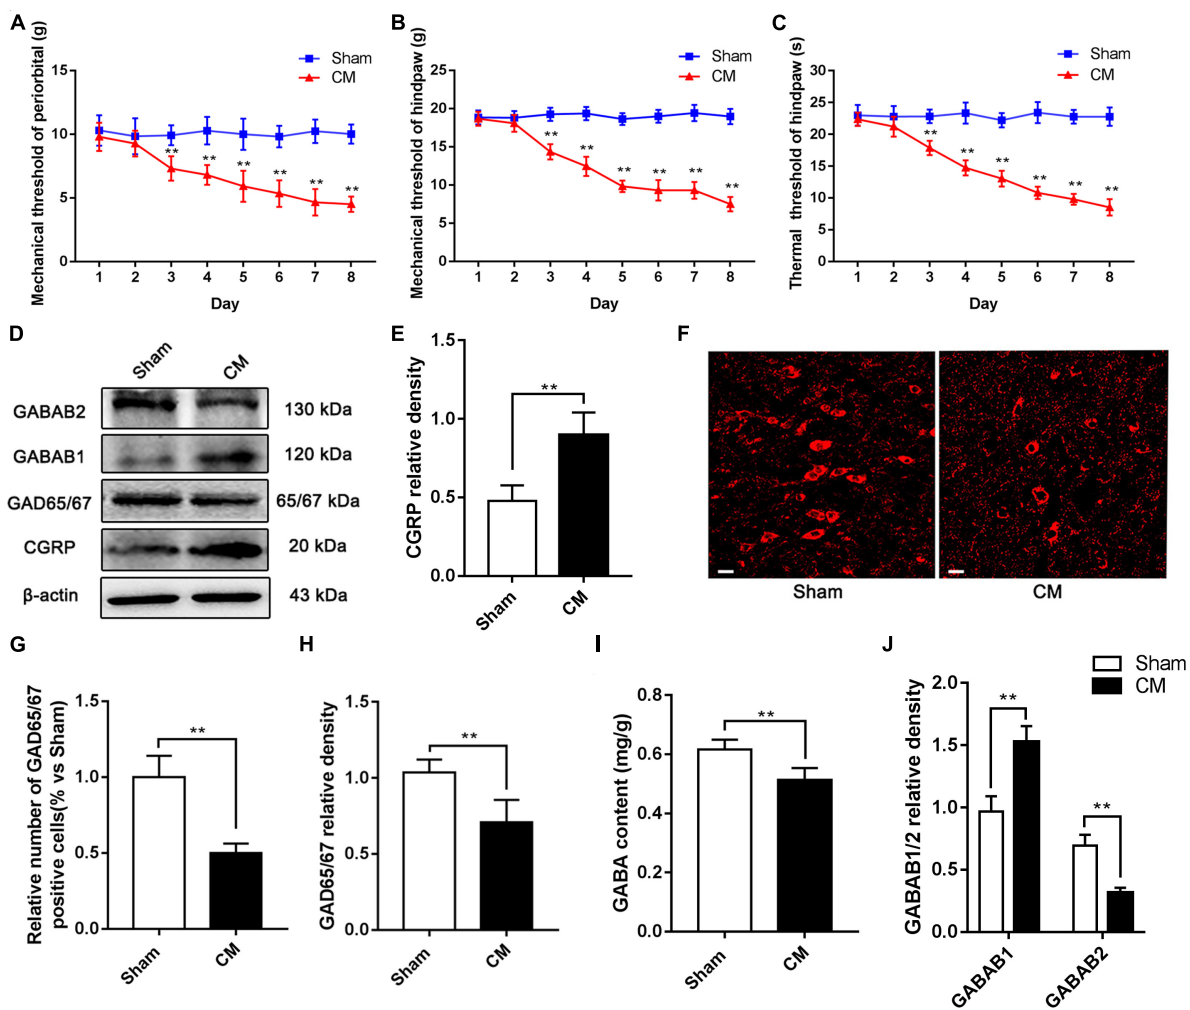 A
Mechanical threshold of periorbital (g)
Sham
CM
15
10
5
0
**
**
**
**
**
**
1 2 3 4 5 6 7 8
Day
B
Mechanical threshold of hindpaw (g)
Sham
CM
25
20
15
10
5
0
**
**
**
**
**
**
1 2 3 4 5 6 7 8
Day
C
Thermal threshold of hindpaw (s)
Sham
CM
30
25
20
15
10
5
0
**
**
**
**
**
**
1 2 3 4 5 6 7 8
Day
D
Sham CM
GABAB2 130 kDa
GABAB1 120 kDa
GAD65/67 65/67 kDa
CGRP 20 kDa
β-actin 43 kDa
E
CGRP relative density
1.5
1.0
0.5
0.0
**
Sham CM
F
Sham CM
G
Relative number of GAD65/67
positive cells(% vs Sham)
1.5
1.0
0.5
0.0
**
Sham CM
H
GAD65/67 relative density
1.5
1.0
0.5
0.0
**
Sham CM
I
GABA content (mg/g)
0.8
0.6
0.4
0.2
0.0
**
Sham CM
J
Sham
CM
GABAB1/2 relative density
2.0
1.5
1.0
0.5
0.0
**
**
GABAB1 GABAB2